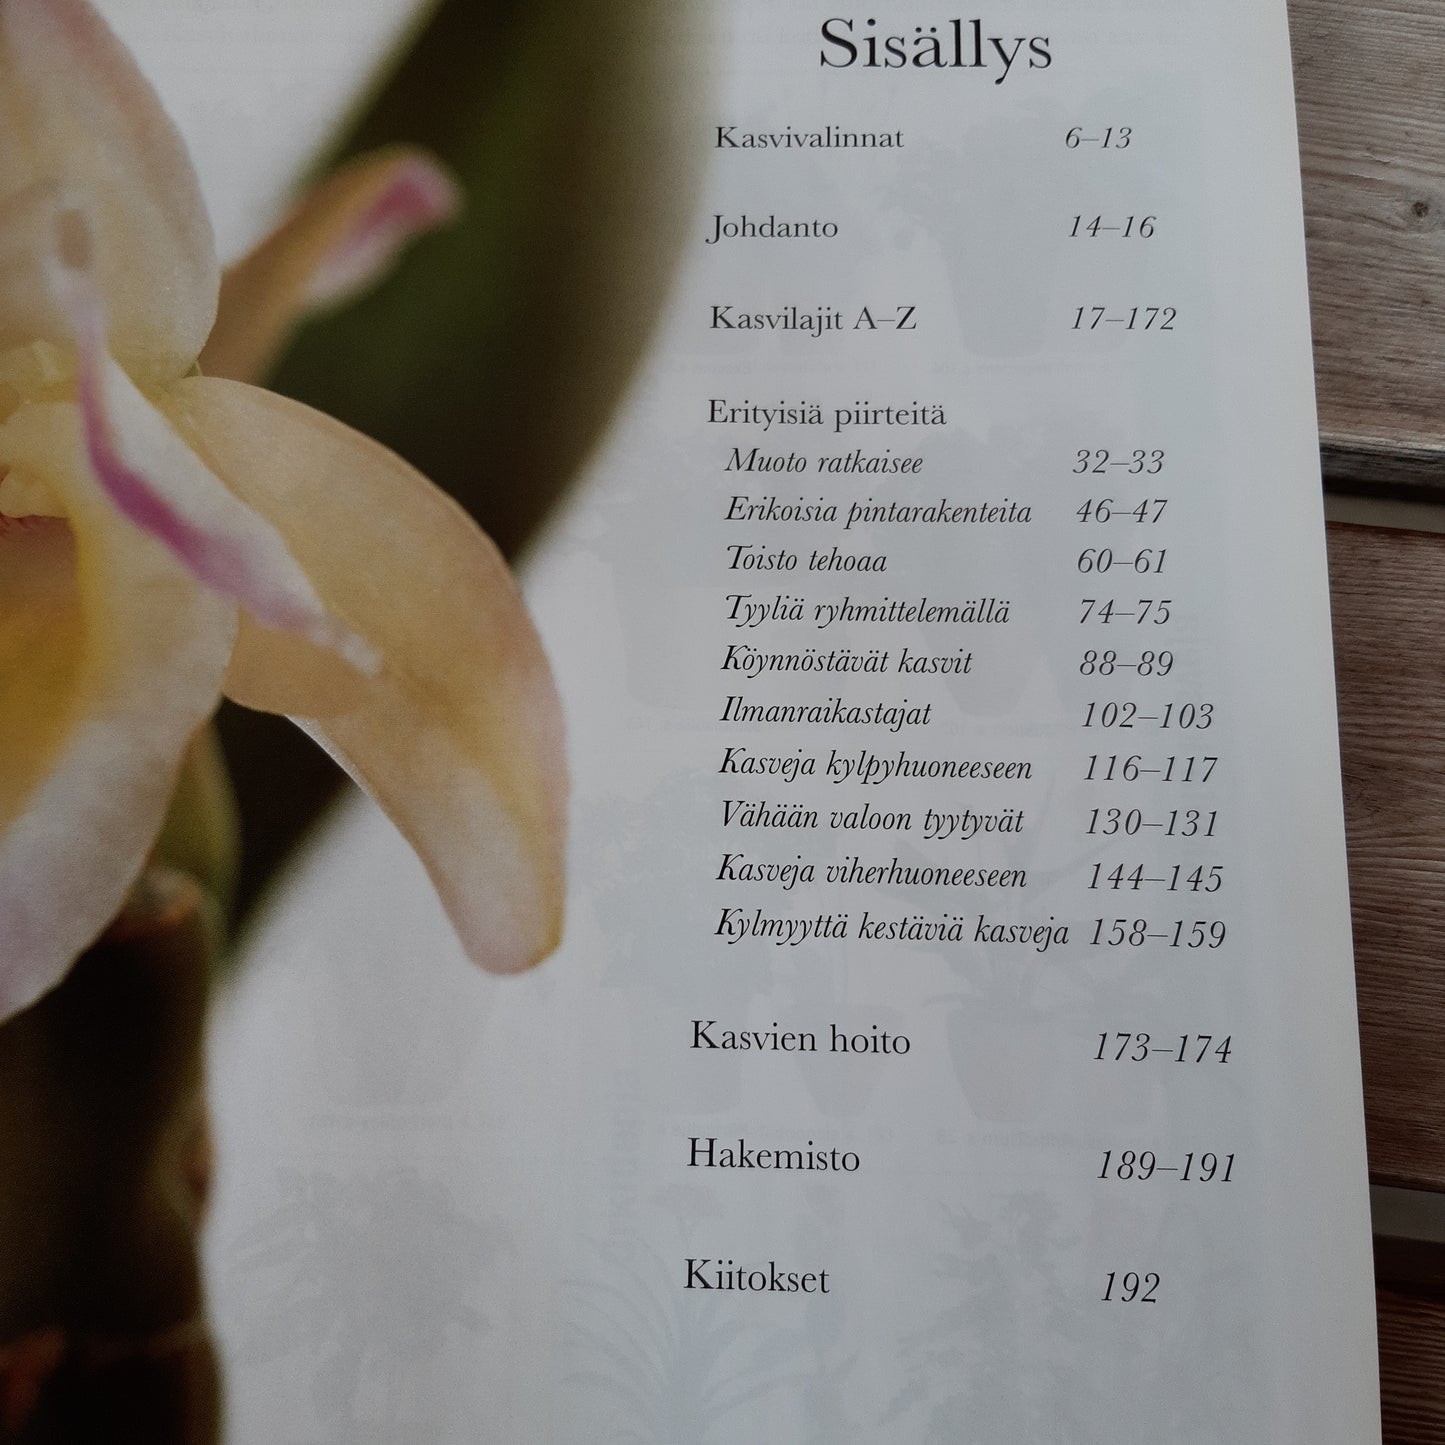 Sisällys
Kasvivalinnat 6–13
Johdanto 14–16
Kasvilajit A–Z 17–172
Erityisiä piirteitä
Muoto ratkaisee 32–33
Erikoisia pintarakenteita 46–47
Toisto tehoaa 60–61
Tyyliä ryhmittelemällä 74–75
Köynnöstävät kasvit 88–89
Ilmanraikastajat 102–103
Kasveja kylpyhuoneeseen 116–117
Vähään valoon tyytyvät 130–131
Kasveja viherhuoneeseen 144–145
Kylmyyttä kestäviä kasveja 158–159
Kasvien hoito 173–174
Hakemisto 189–191
Kiitokset 192